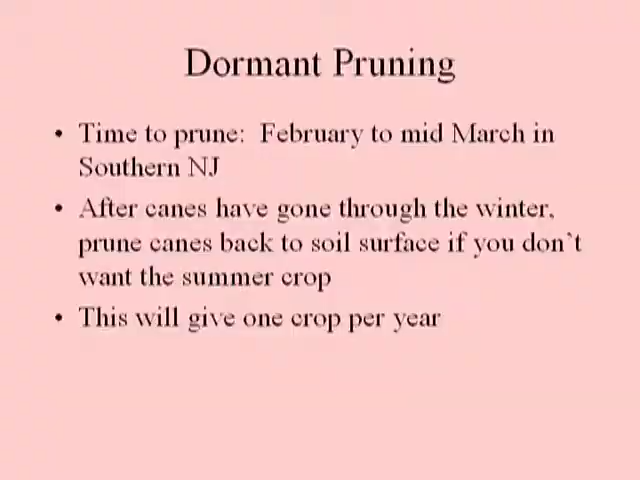 Dormant Pruning
• Time to prune:  February to mid March in
Southern NJ
• After canes have gone through the winter,
prune canes back to soil surface if you don`t
want the summer crop
• This will give one crop per year